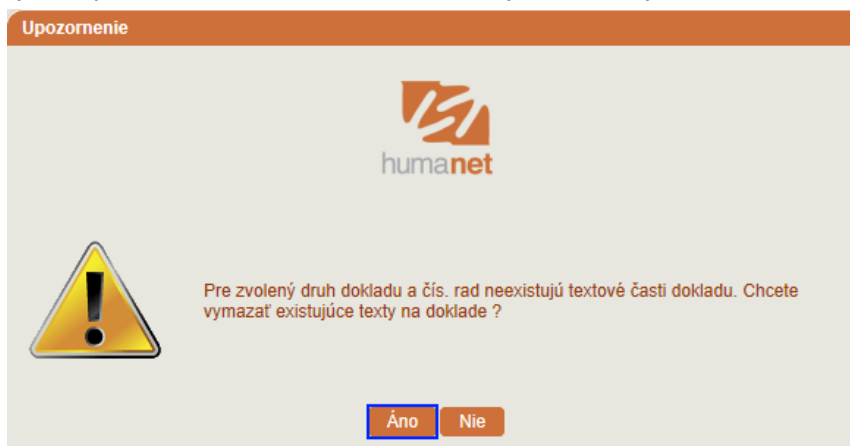 Upozornenie
humanet
Pre zvolený druh dokladu a čís. rad neexistujú textové časti dokladu. Chcete
vymazať existujúce texty na doklade ?
Áno Nie